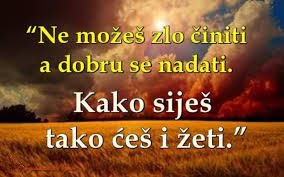 “Ne možeš zlo činiti
a dobru se nadati.
Kako siješ
tako ćeš i žeti.”